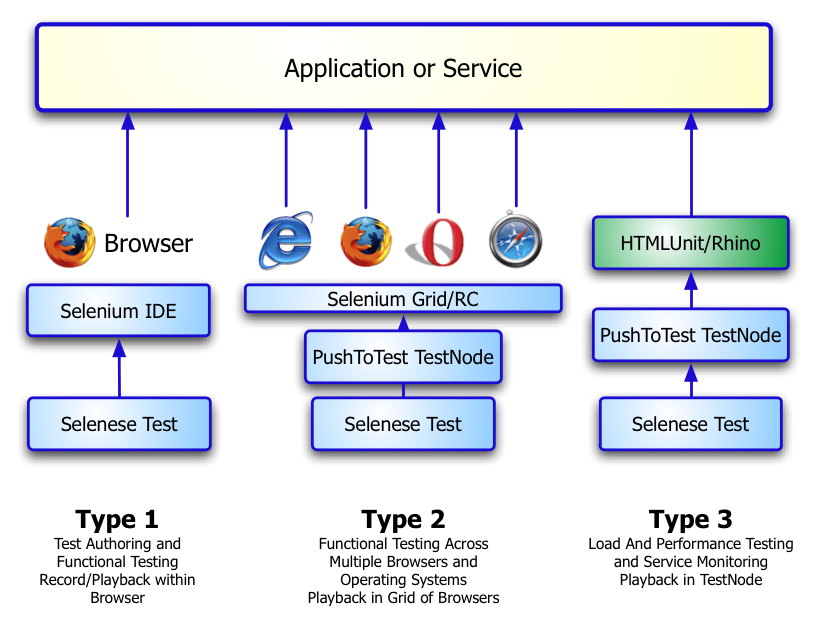 Application or Service
Browser
Selenium IDE
Selenese Test
Selenium Grid/RC
PushToTest TestNode
Selenese Test
HTMLUnit/Rhino
PushToTest TestNode
Selenese Test
Type 1
Test Authoring and
Functional Testing
Record/Playback within
Browser
Type 2
Functional Testing Across
Multiple Browsers and
Operating Systems
Playback in Grid of Browsers
Type 3
Load And Performance Testing
and Service Monitoring
Playback in TestNode